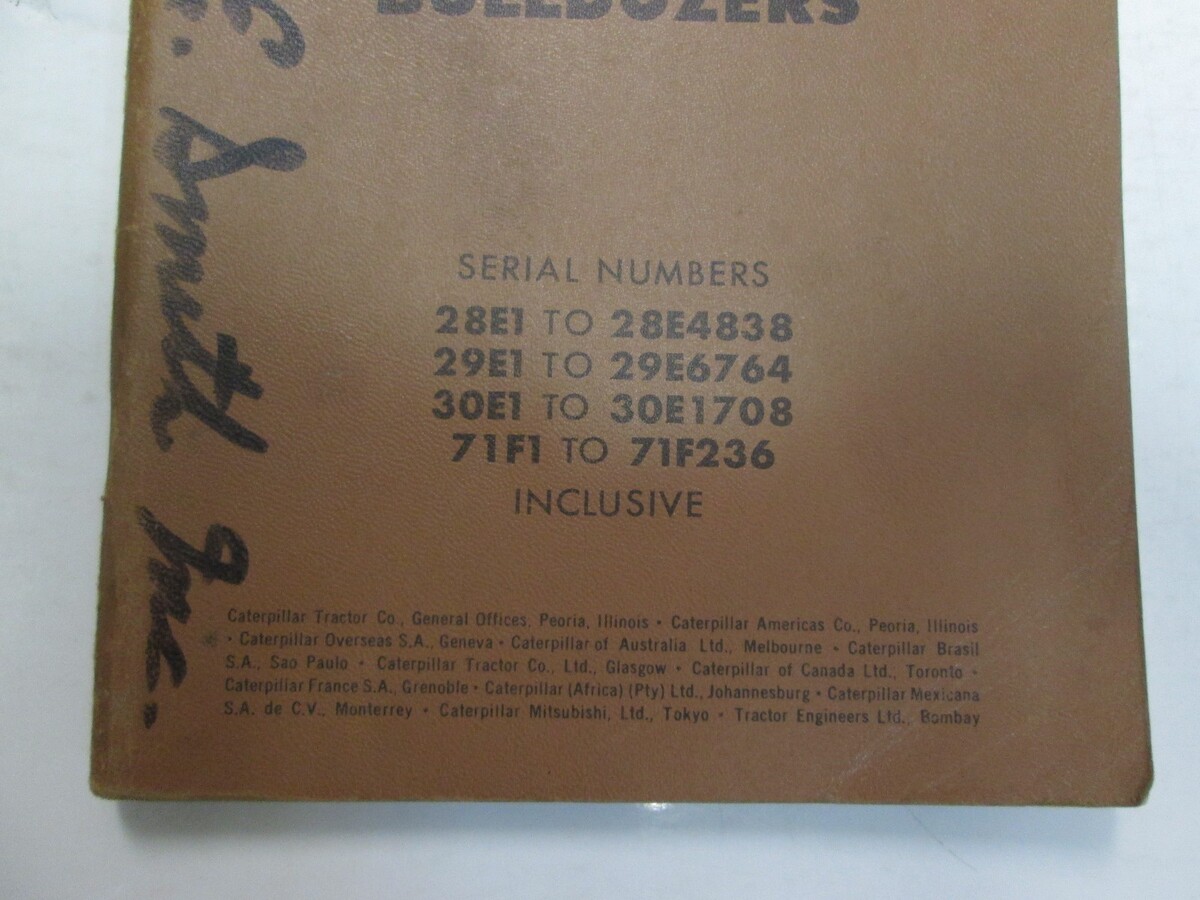 BULLDOZERS
SERIAL NUMBERS
28E1 TO 28E4838
29E1 TO 29E6764
30E1 TO 30E1708
71F1 TO 71F236
INCLUSIVE
Caterpillar Tractor Co., General Offices, Peoria, Illinois • Caterpillar Americas Co., Peoria, Illinois
• Caterpillar Overseas S.A., Geneva • Caterpillar of Australia Ltd., Melbourne • Caterpillar Brasil
S.A., Sao Paulo • Caterpillar Tractor Co., Ltd., Glasgow • Caterpillar of Canada Ltd., Toronto •
Caterpillar France S.A., Grenoble • Caterpillar (Africa) (Pty) Ltd., Johannesburg • Caterpillar Mexicana
S.A. de C.V., Monterrey • Caterpillar Mitsubishi, Ltd., Tokyo • Tractor Engineers Ltd., Bombay
Smith Inc.